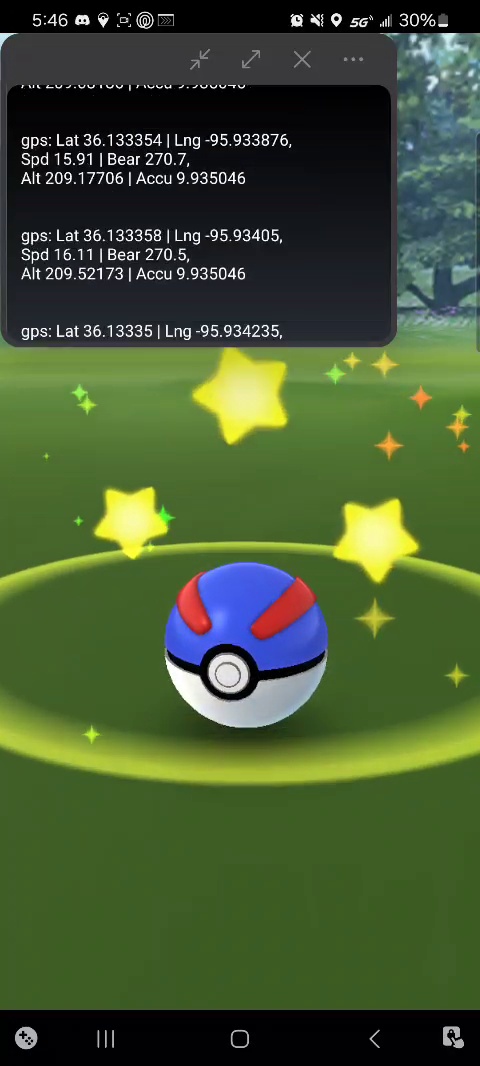 5:46
5G
30%
gps: Lat 36.133354 | Lng -95.933876,
Spd 15.91 | Bear 270.7,
Alt 209.17706 | Accu 9.935046
gps: Lat 36.133358 | Lng -95.93405,
Spd 16.11 | Bear 270.5,
Alt 209.52173 | Accu 9.935046
gps: Lat 36.13335 | Lng -95.934235,